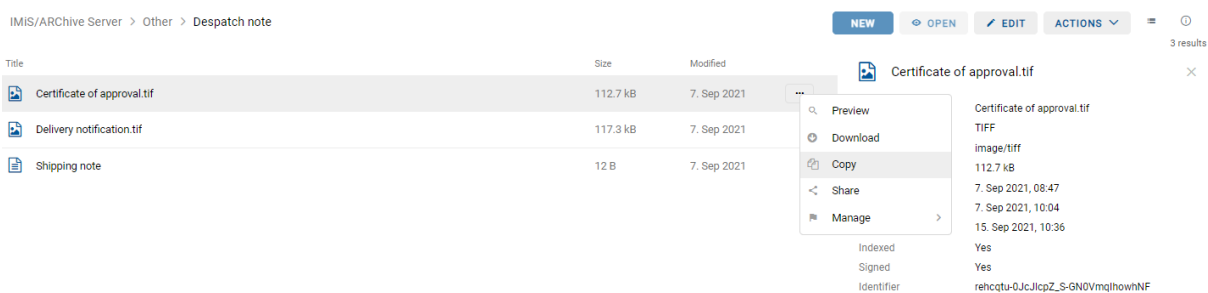 IMiS/ARChive Server > Other > Despatch note
NEW OPEN EDIT ACTIONS
3 results
Title Size Modified
Certificate of approval.tif 112.7 kB 7. Sep 2021 ...
Delivery notification.tif 117.3 kB 7. Sep 2021
Shipping note 12 B 7. Sep 2021
Preview
Download
Copy
Share
Manage >
Certificate of approval.tif
Certificate of approval.tif
TIFF
image/tiff
112.7 kB
7. Sep 2021, 08:47
7. Sep 2021, 10:04
15. Sep 2021, 10:36
Indexed Yes
Signed Yes
Identifier rehcqtu-0JcJIcpZ_S-GN0VmqIhowhNF